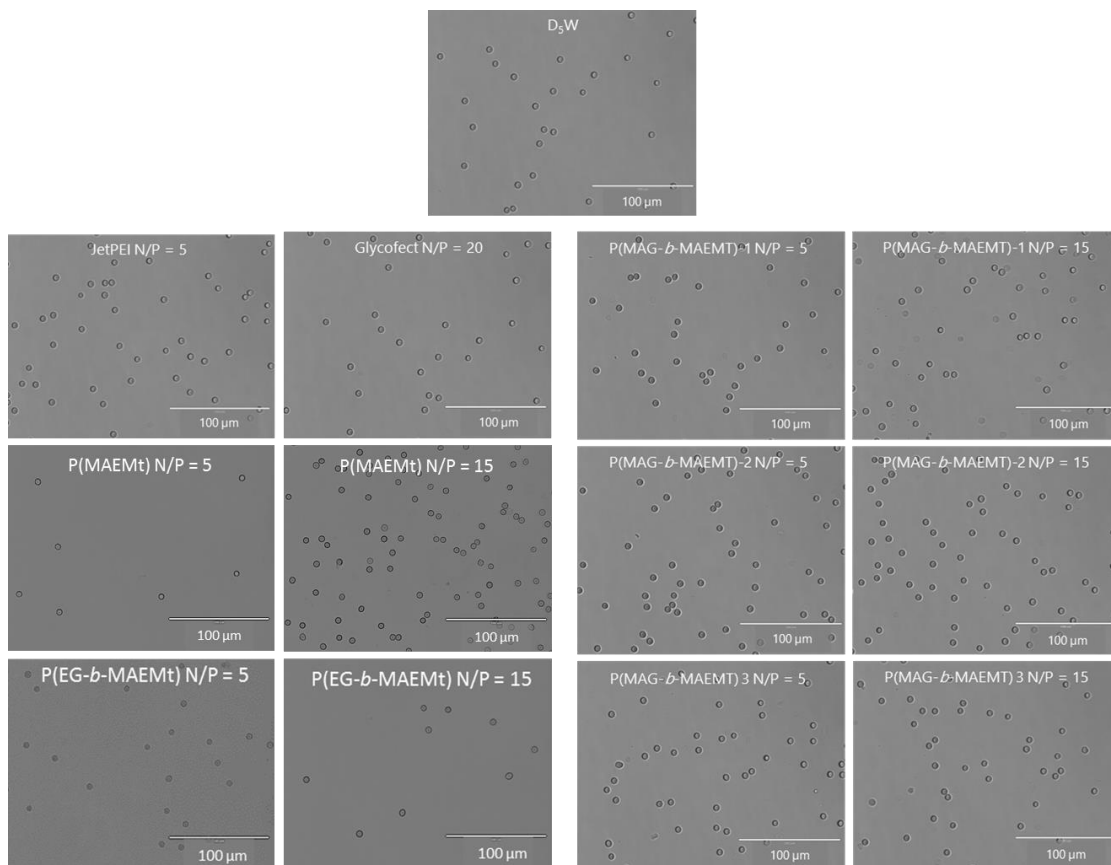 D₅W
100 µm
JetPEI N/P = 5
Glycofect N/P = 20
P(MAG-b-MAEMT)-1 N/P = 5
P(MAG-b-MAEMT)-1 N/P = 15
100 µm
100 µm
100 µm
100 µm
P(MAEMt) N/P = 5
P(MAEMt) N/P = 15
P(MAG-b-MAEMT)-2 N/P = 5
P(MAG-b-MAEMT)-2 N/P = 15
100 µm
100 µm
100 µm
100 µm
P(EG-b-MAEMt) N/P = 5
P(EG-b-MAEMt) N/P = 15
P(MAG-b-MAEMT) 3 N/P = 5
P(MAG-b-MAEMT) 3 N/P = 15
100 µm
100 µm
100 µm
100 µm